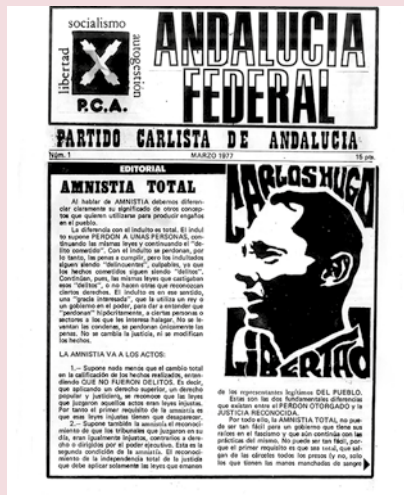 socialismo
libertad
autogestión
P.C.A.
ANDALUCIA
FEDERAL
PARTIDO CARLISTA DE ANDALUCIA
Núm. 1 MARZO 1977 15 pts.
EDITORIAL
AMNISTIA TOTAL
Al hablar de AMNISTIA debemos diferen-
ciar claramente su significado de otros concep-
tos que quieren utilizarse para producir engaños
en el pueblo.
La diferencia con el indulto es total. El indul
to supone PERDON A UNAS PERSONAS, con-
tinuando las mismas leyes y continuando el "de-
lito cometido". Con el indulto se perdonan, por
lo tanto, las penas a cumplir, pero los indultados
siguen siendo "delincuentes", culpables, ya que
los hechos cometidos siguen siendo "delitos".
Continúan, pues, las mismas leyes que castigaban
esos "delitos", o no hacen otras que reconozcan
ciertos derechos. El indulto es en ese sentido,
una "gracia interesada", que la utiliza un rey o
un gobierno en el poder, para dar a entender que
"perdonan" hipócritamente, a ciertas personas o
sectores a los que les interesa halagar. No se le-
vantan las condenas, se perdonan únicamente las
penas. No se cambia la justicia, ni se modifican
los hechos.
LA AMNISTIA VA A LOS ACTOS:
1.— Supone nada menos que el cambio total
en la calificación de los hechos realizados, enten-
diendo QUE NO FUERON DELITOS. Es decir,
que aplicando un derecho superior, un derecho
popular y justiciero, se reconoce que las leyes
que juzgaron aquellos actos eran leyes injustas.
Por tanto el primer requisito de la amnistía es
que esas leyes injustas tienen que desaparecer.
2.— Supone también la amnistía el reconoci-
miento de que los tribunales que juzgaron en su
día, eran igualmente injustos, contrarios a dere-
cho o dirigidos por el poder ejecutivo. Esta es la
segunda condición de la amnistía. El reconoci-
miento de la independencia total de la justicia
que debe aplicar solamente las leyes que emanen
CARLOS HUGO
LIBERTAD
de los representantes legítimos DEL PUEBLO.
Estas son las dos fundamentales diferencias
que existen entre el PERDON OTORGADO y la
JUSTICIA RECONOCIDA.
Por todo ello, la AMNISTIA TOTAL no pue-
de ser tan fácil para un gobierno que tiene sus
raíces en el fascismo y que aún continúa con las
prácticas del mismo. No puede ser tan fácil, por-
que el primer requisito es que sea total, que sal-
gan de las cárceles todos los presos (y no, solo
los que tienen las manos manchadas de sangre